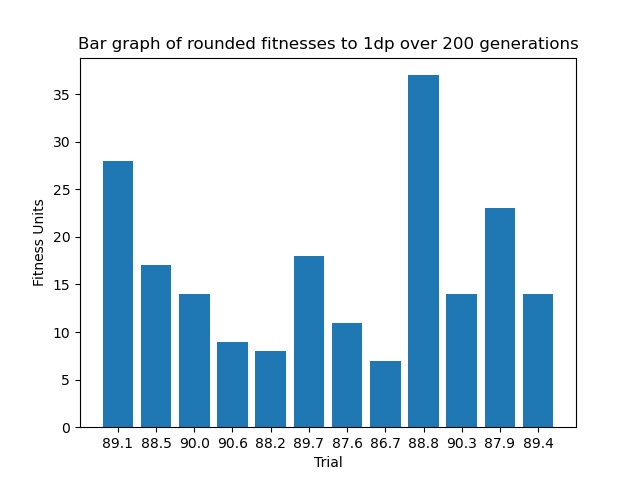 Bar graph of rounded fitnesses to 1dp over 200 generations
35
30
25
20
15
10
5
0
Fitness Units
89.1 88.5 90.0 90.6 88.2 89.7 87.6 86.7 88.8 90.3 87.9 89.4
Trial